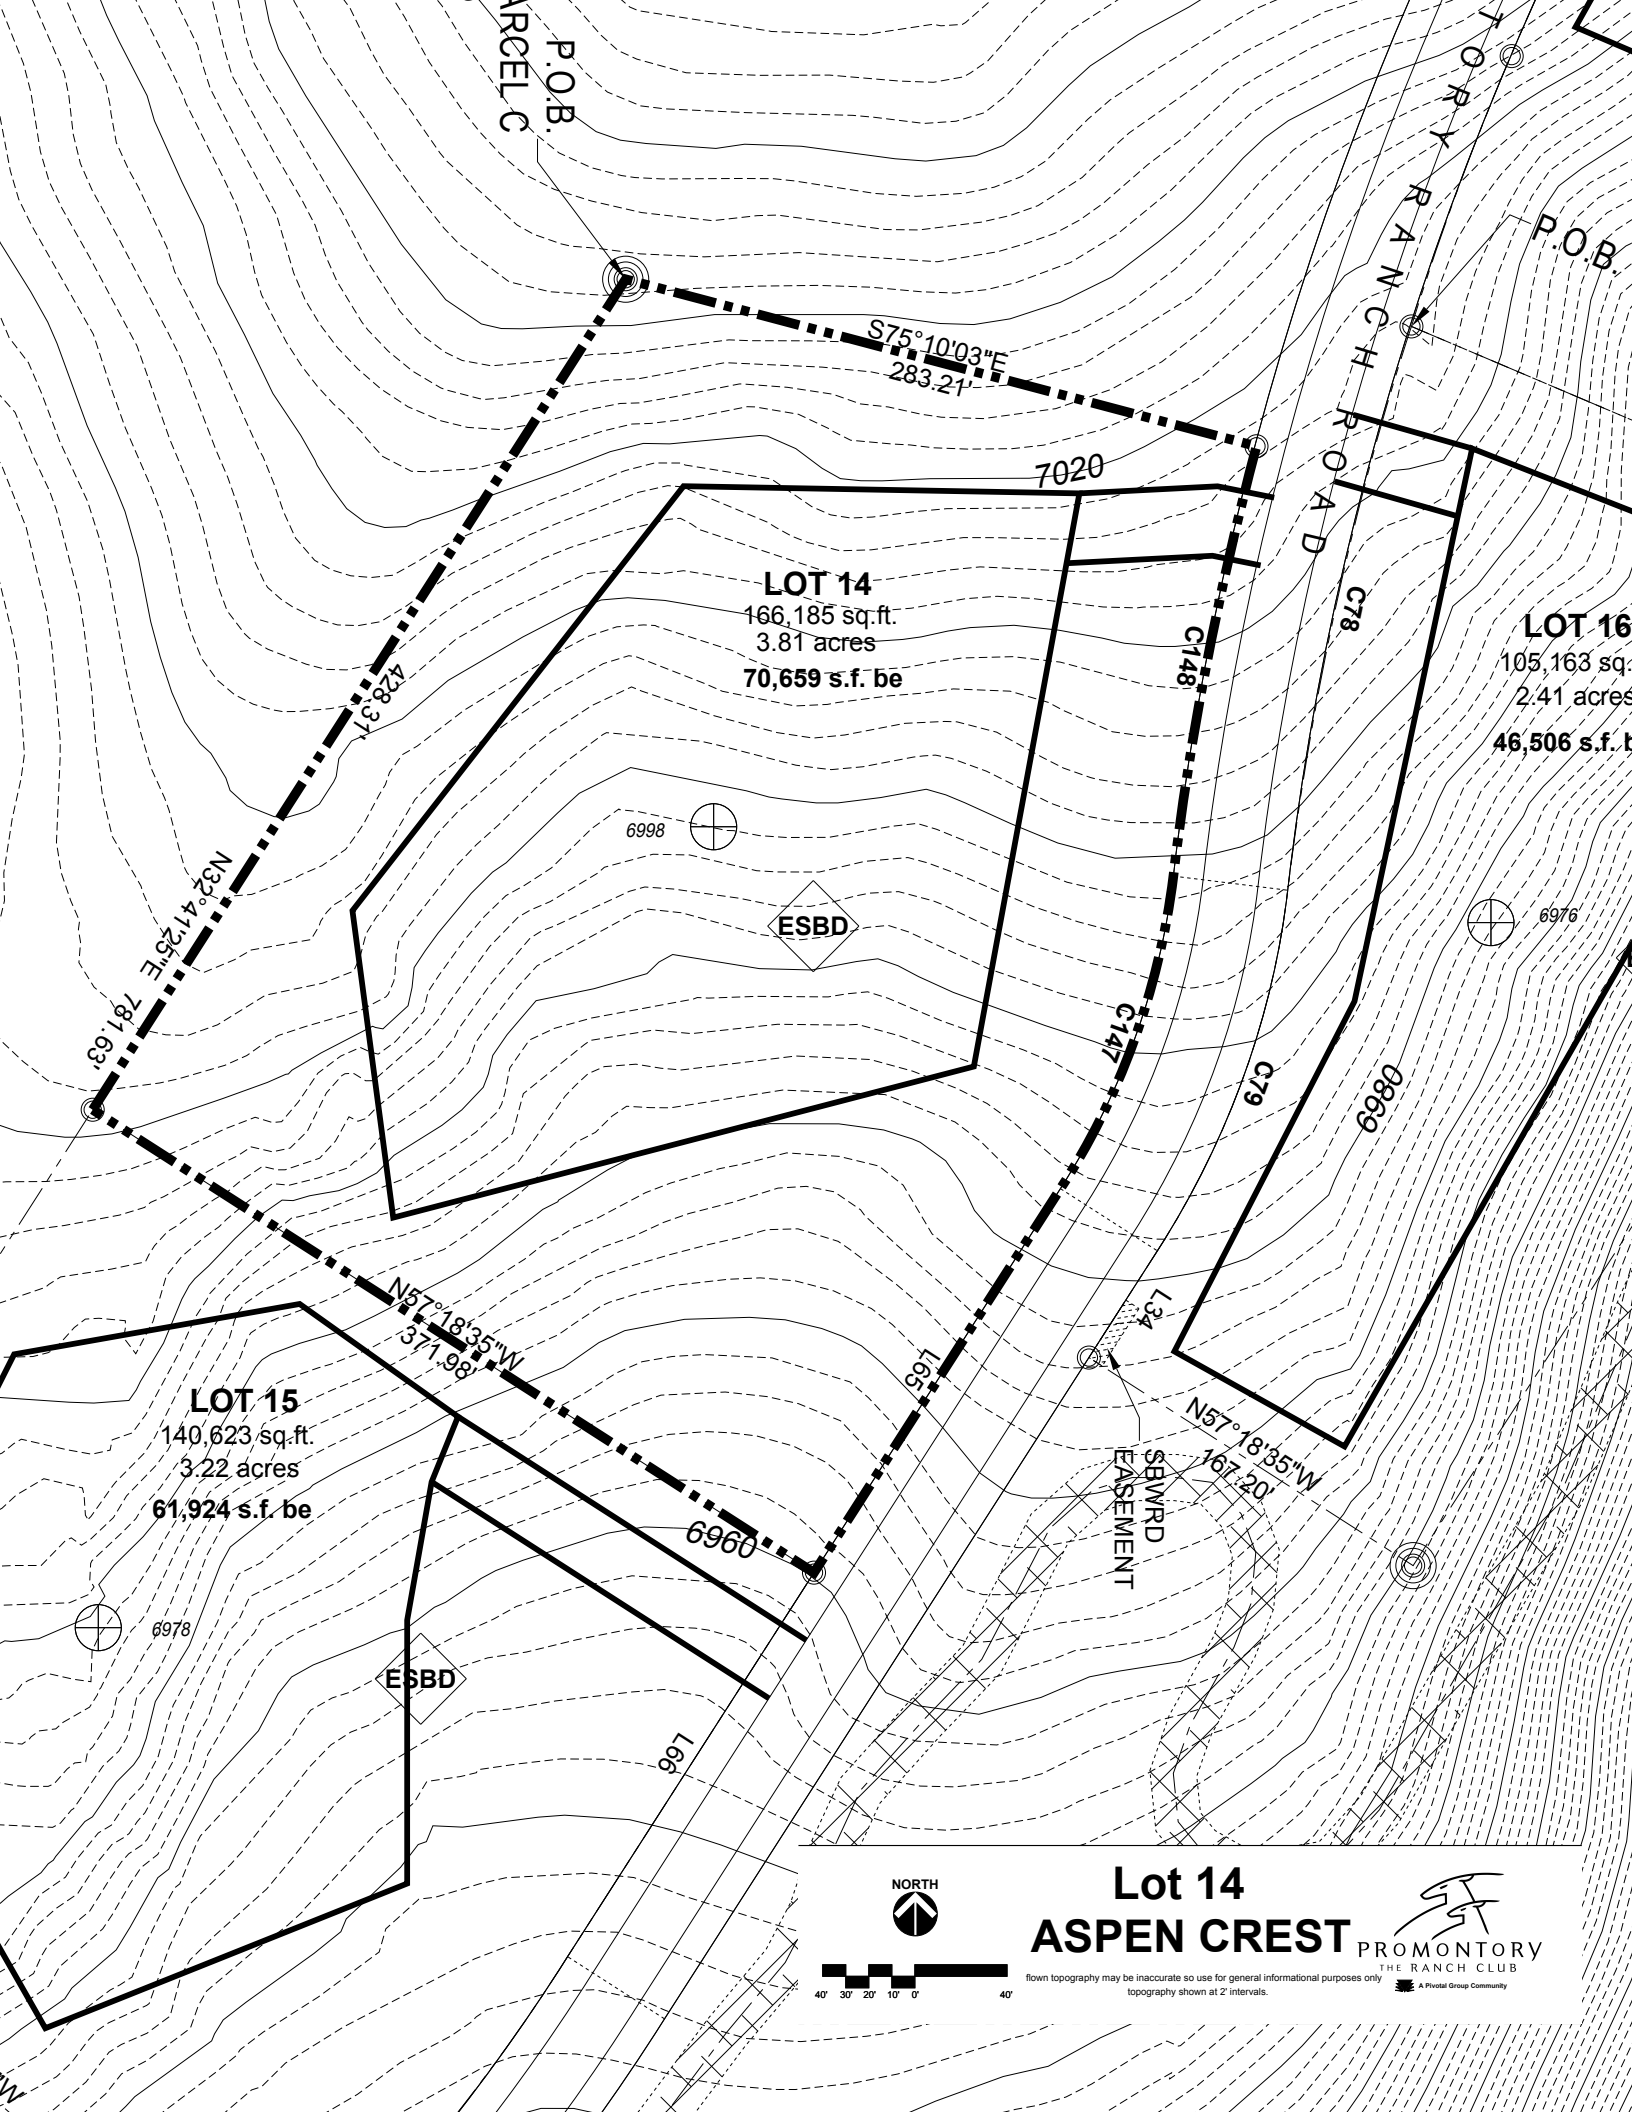 P.O.B.
ARCEL C
TORY RANCH ROAD
P.O.B.
S75°10'03"E
283.21'
7020
LOT 14
166,185 sq.ft.
3.81 acres
70,659 s.f. be
C148
C78
LOT 16
105,163 sq.
2.41 acres
46,506 s.f. b
428.31'
6998
ESBD
N32°41'25"E
781.63'
6976
C147
C79
6980
L34
N57°18'35"W
371.98'
L65
N57°18'35"W
167.20'
SBWRD
EASEMENT
LOT 15
140,623 sq.ft.
3.22 acres
61,924 s.f. be
6960
6978
ESBD
L66
NORTH
40' 30' 20' 10' 0' 40'
Lot 14
ASPEN CREST
flown topography may be inaccurate so use for general informational purposes only
topography shown at 2' intervals.
PROMONTORY
THE RANCH CLUB
A Pivotal Group Community
"W